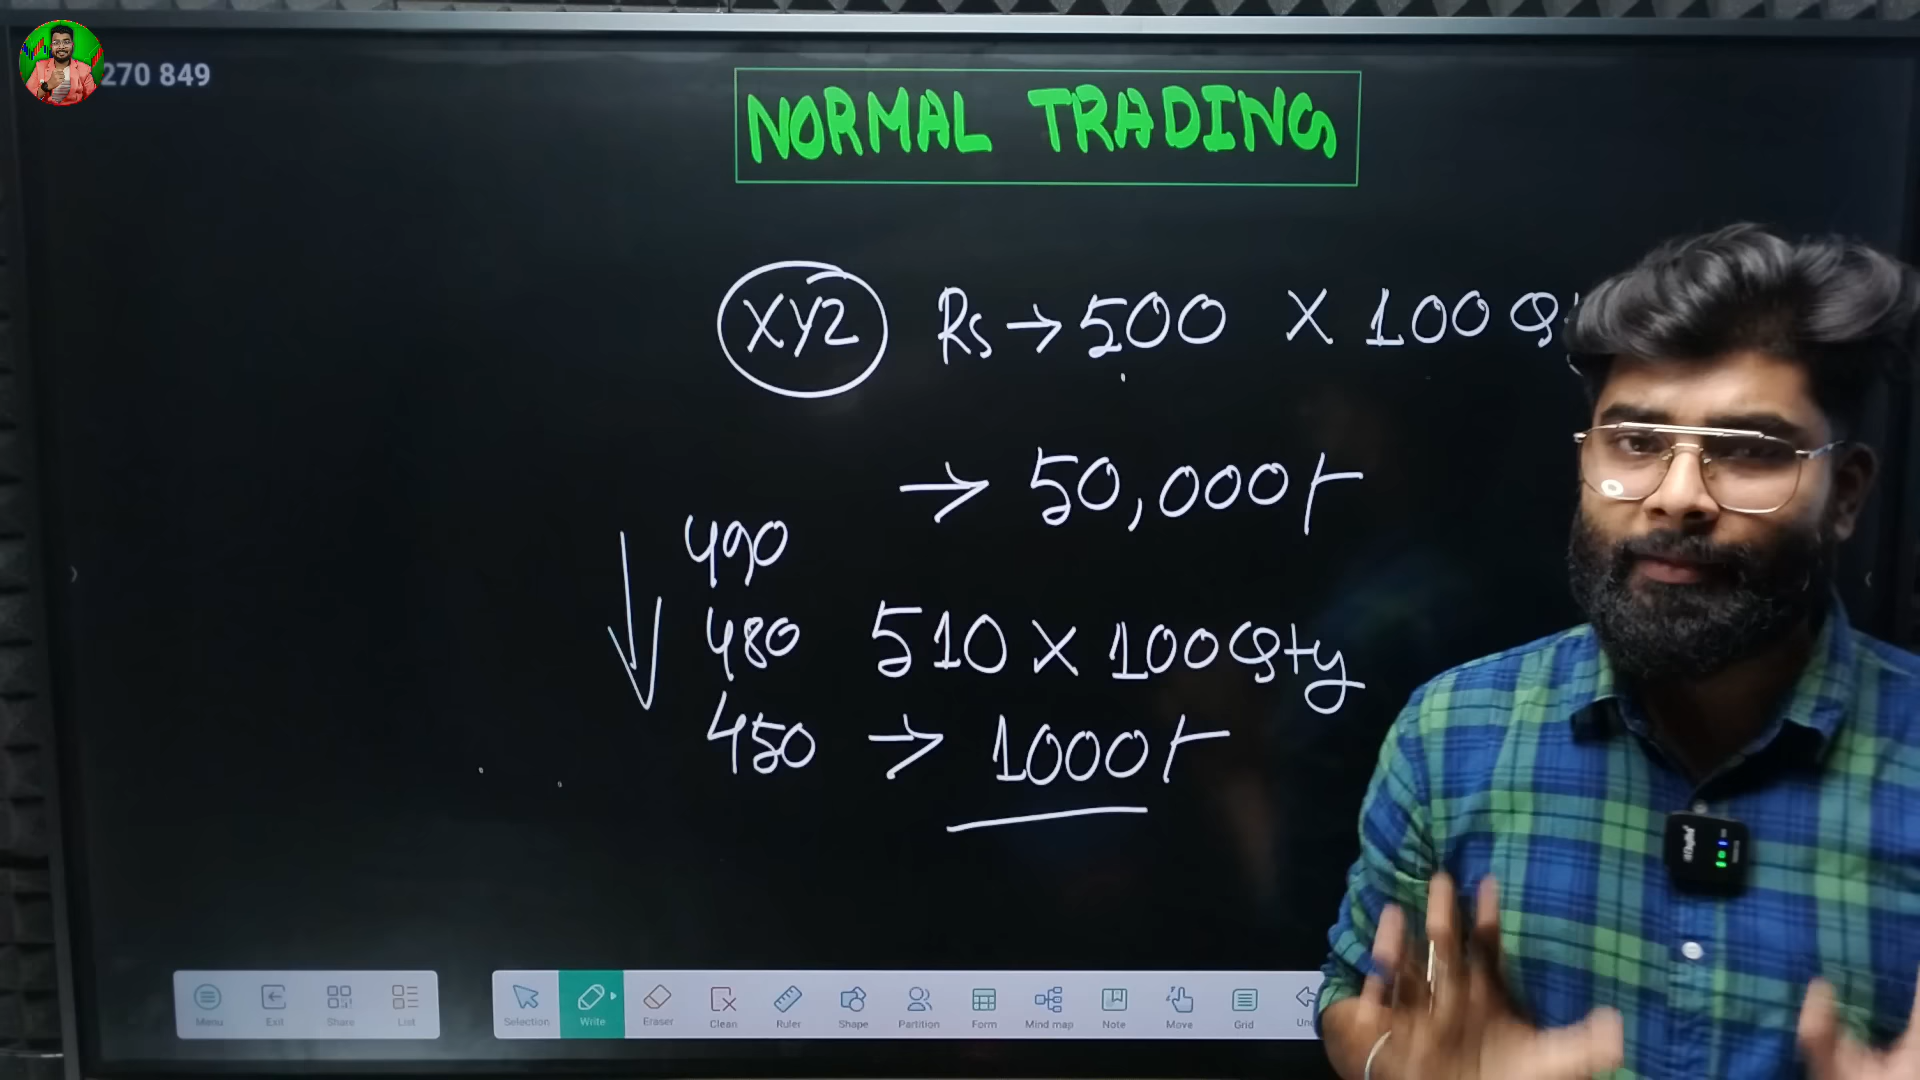 270 849
NORMAL TRADING
XYZ Rs → 500 X 100
→ 50,000/-
490
480 510 X 100 Qty
450 → 1000/-
Menu Exit Share List Selection Write Eraser Clean Ruler Shape Partition Form Mind map Note Move Grid